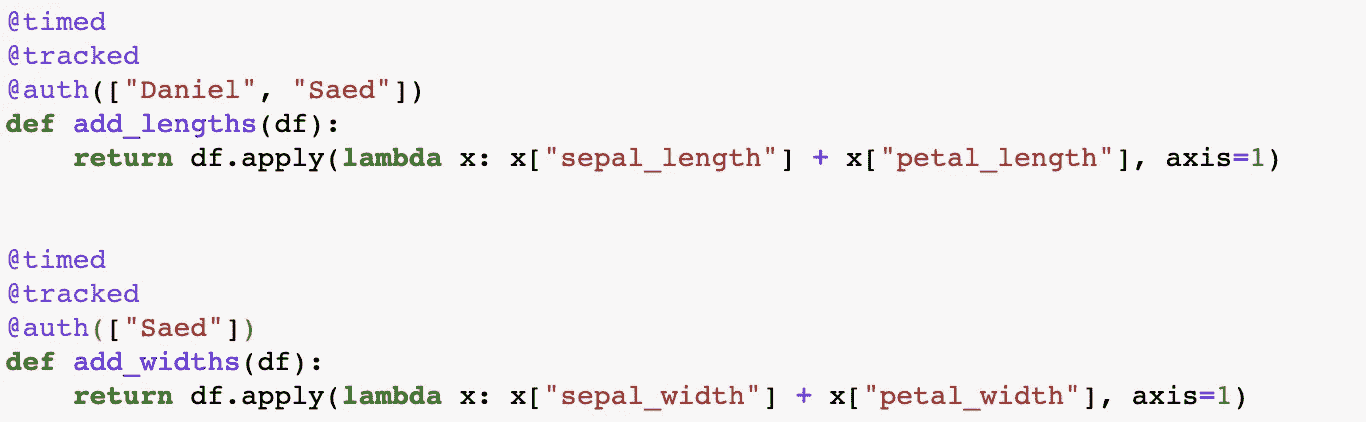 @timed
@tracked
@auth(["Daniel", "Saed"])
def add_lengths(df):
    return df.apply(lambda x: x["sepal_length"] + x["petal_length"], axis=1)
@timed
@tracked
@auth(["Saed"])
def add_widths(df):
    return df.apply(lambda x: x["sepal_width"] + x["petal_width"], axis=1)